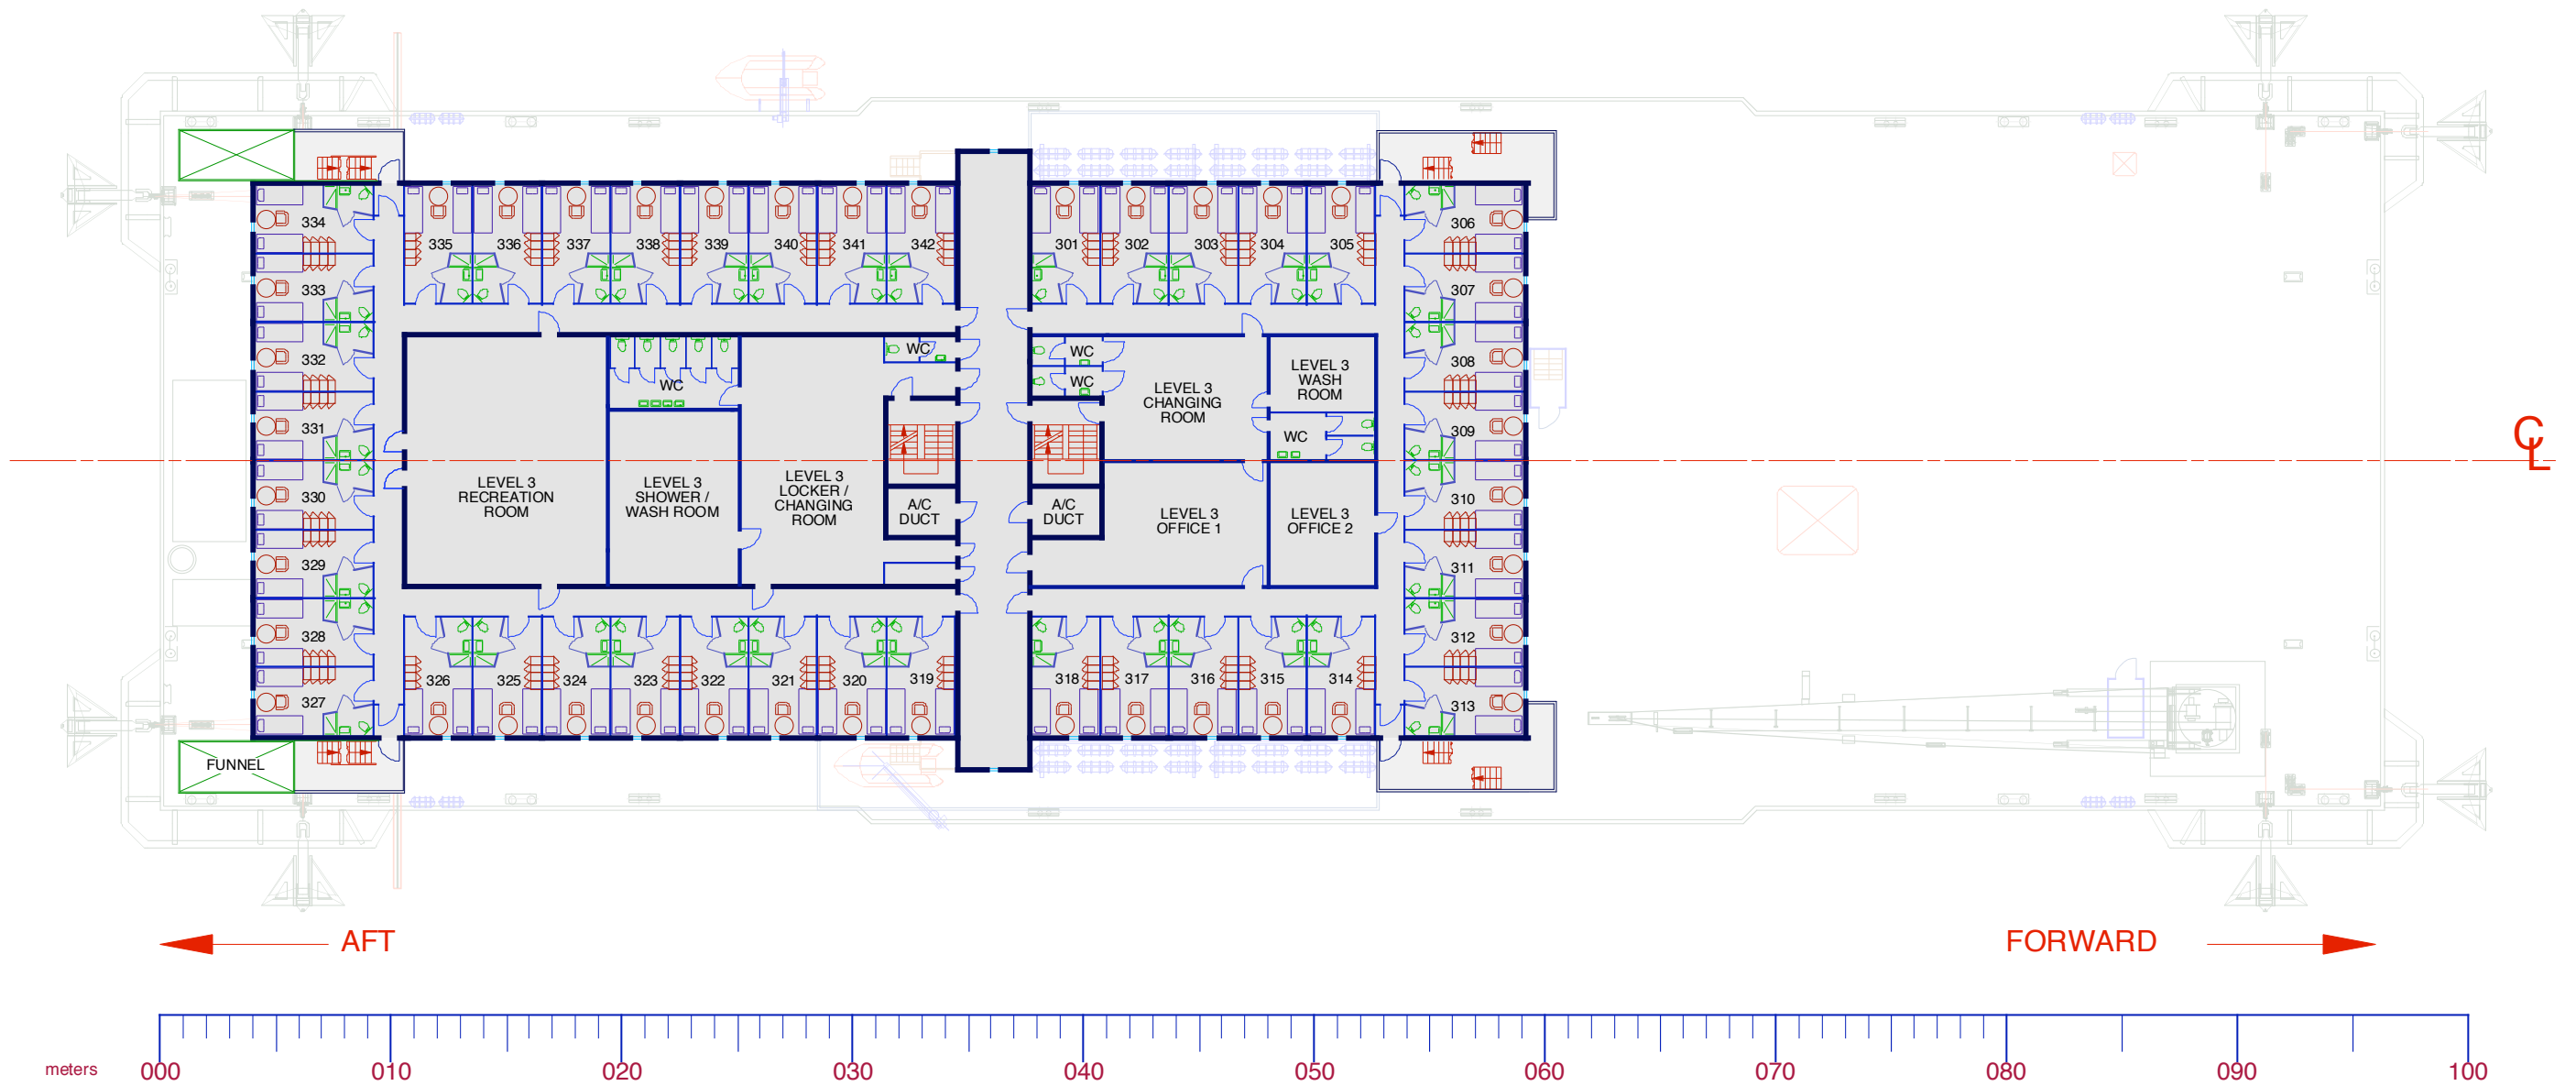 334
335
336
337
338
339
340
341
342
301
302
303
304
305
306
333
307
332
308
331
309
330
310
329
311
328
312
327
313
WC
WC
WC
WC
LEVEL 3
CHANGING
ROOM
LEVEL 3
WASH
ROOM
WC
LEVEL 3
RECREATION
ROOM
LEVEL 3
SHOWER /
WASH ROOM
LEVEL 3
LOCKER /
CHANGING
ROOM
A/C
DUCT
A/C
DUCT
LEVEL 3
OFFICE 1
LEVEL 3
OFFICE 2
326
325
324
323
322
321
320
319
318
317
316
315
314
FUNNEL
CL
AFT
FORWARD
meters
000
010
020
030
040
050
060
070
080
090
100